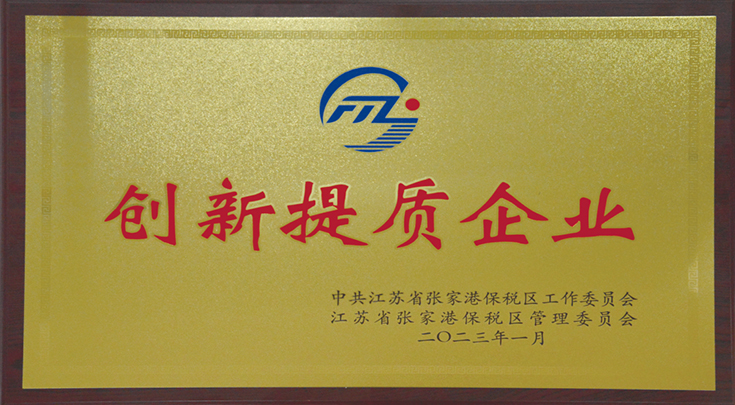 FTZ
创新提质企业
中共江苏省张家港保税区工作委员会
江苏省张家港保税区管理委员会
二〇二三年一月